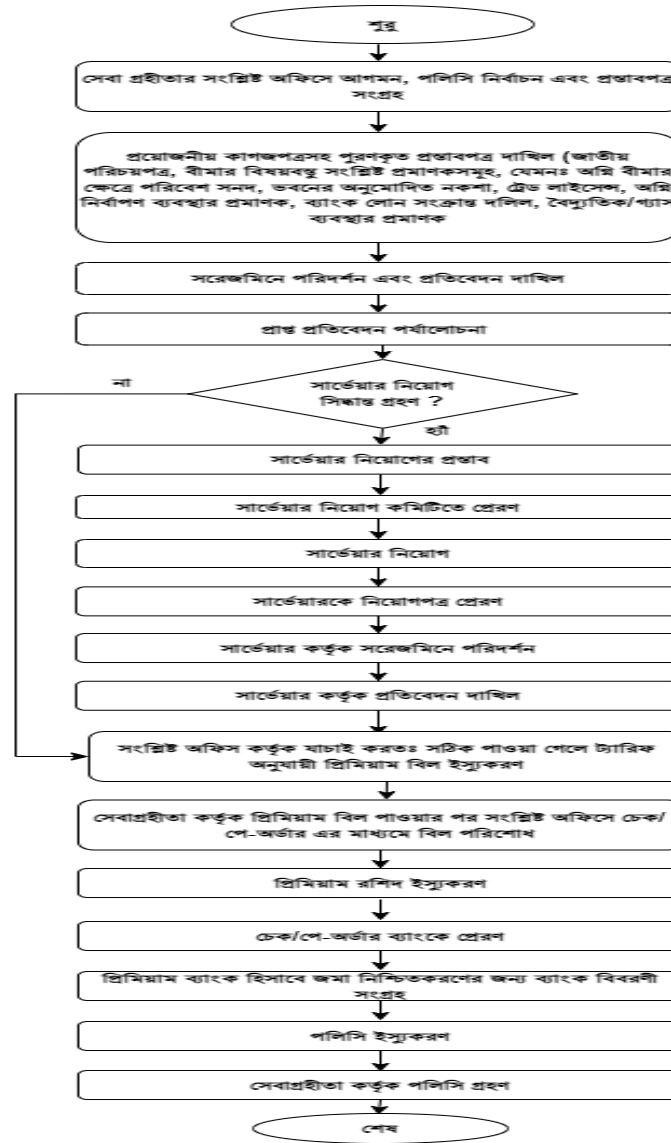 শুরু
সেবা গ্রহীতার সংশ্লিষ্ট অফিসে আগমন, পলিসি নির্বাচন এবং প্রস্তাবপত্র
সংগ্রহ
প্রয়োজনীয় কাগজপত্রসহ পুরণকৃত প্রস্তাবপত্র দাখিল (জাতীয়
পরিচয়পত্র, বীমার বিষয়বস্তু সংশ্লিষ্ট প্রমাণকসমূহ, যেমনঃ অগ্নি বীমার
ক্ষেত্রে পরিবেশ সনদ, ভবনের অনুমোদিত নকশা, ট্রেড লাইসেন্স, অগ্নি
নির্বাপণ ব্যবস্থার প্রমাণক, ব্যাংক লোন সংক্রান্ত দলিল, বৈদ্যুতিক/গ্যাস
ব্যবস্থার প্রমাণক
সরেজমিনে পরিদর্শন এবং প্রতিবেদন দাখিল
প্রাপ্ত প্রতিবেদন পর্যালোচনা
না
সার্ভেয়ার নিয়োগ
সিদ্ধান্ত গ্রহণ ?
হ্যাঁ
সার্ভেয়ার নিয়োগের প্রস্তাব
সার্ভেয়ার নিয়োগ কমিটিতে প্রেরণ
সার্ভেয়ার নিয়োগ
সার্ভেয়ারকে নিয়োগপত্র প্রেরণ
সার্ভেয়ার কর্তৃক সরেজমিনে পরিদর্শন
সার্ভেয়ার কর্তৃক প্রতিবেদন দাখিল
সংশ্লিষ্ট অফিস কর্তৃক যাচাই করতঃ সঠিক পাওয়া গেলে ট্যারিফ
অনুযায়ী প্রিমিয়াম বিল ইস্যুকরণ
সেবাগ্রহীতা কর্তৃক প্রিমিয়াম বিল পাওয়ার পর সংশ্লিষ্ট অফিসে চেক/
পে-অর্ডার এর মাধ্যমে বিল পরিশোধ
প্রিমিয়াম রশিদ ইস্যুকরণ
চেক/পে-অর্ডার ব্যাংকে প্রেরণ
প্রিমিয়াম ব্যাংক হিসাবে জমা নিশ্চিতকরণের জন্য ব্যাংক বিবরণী
সংগ্রহ
পলিসি ইস্যুকরণ
সেবাগ্রহীতা কর্তৃক পলিসি গ্রহণ
শেষ